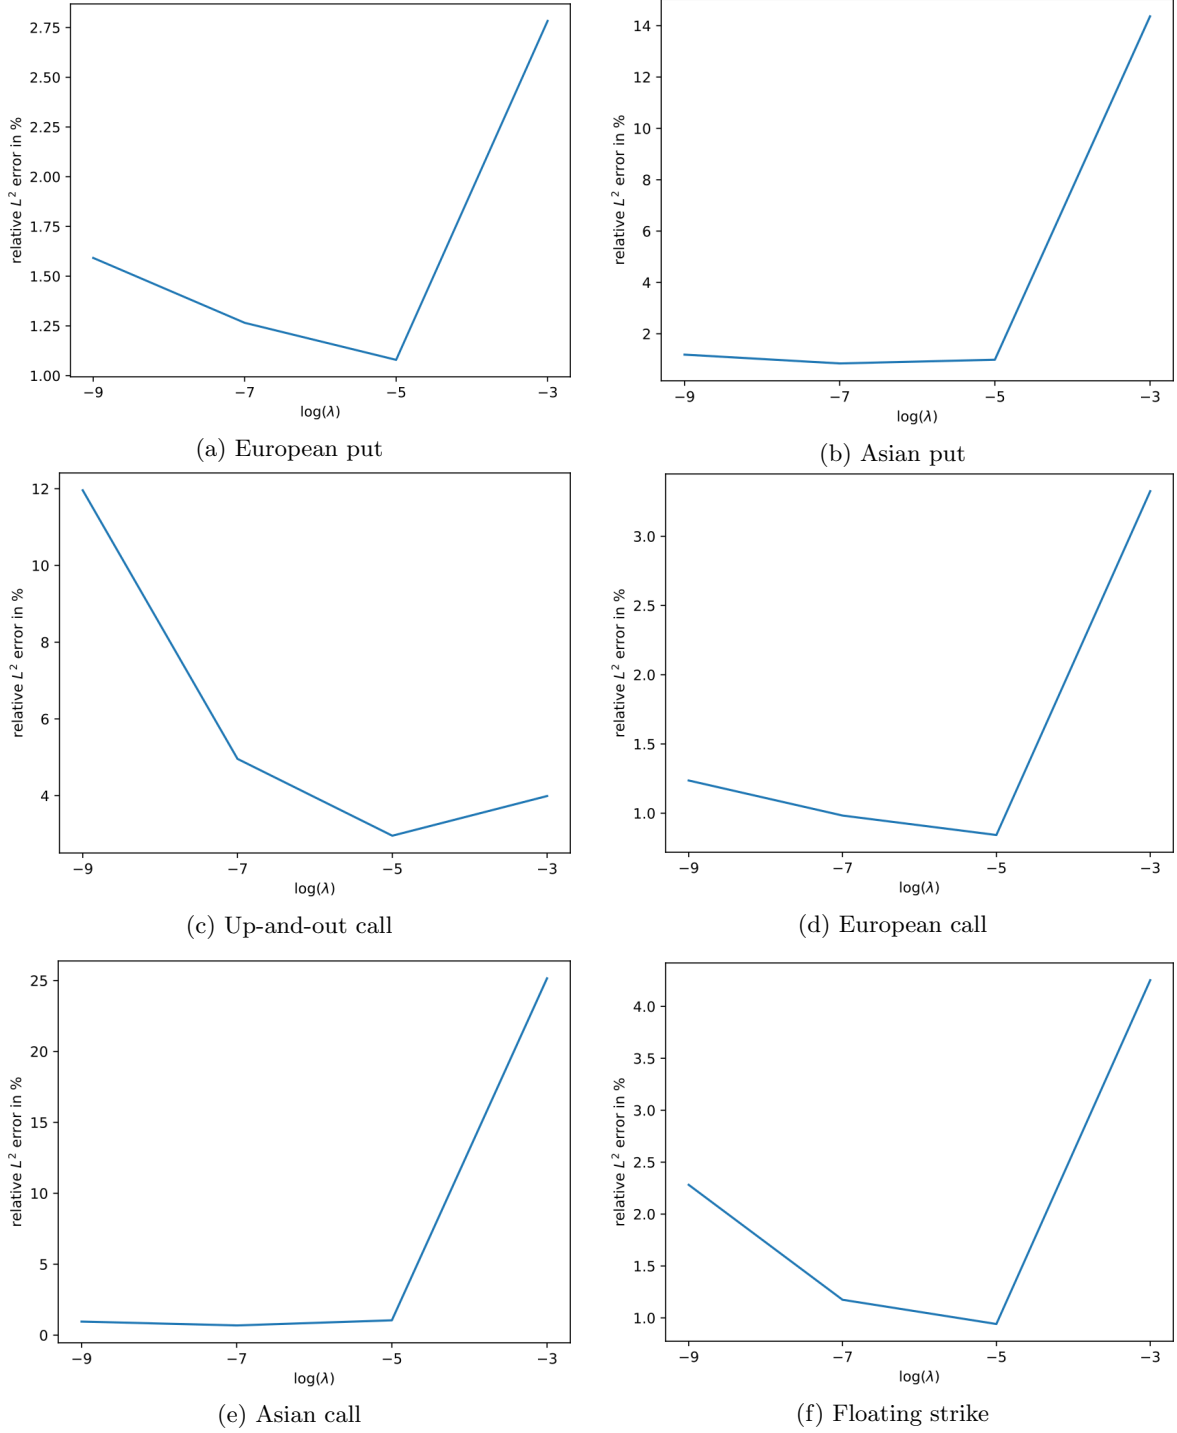 2.75
2.50
2.25
2.00
1.75
1.50
1.25
1.00
relative L² error in %
−9 −7 −5 −3
log(λ)
(a) European put
14
12
10
8
6
4
2
relative L² error in %
−9 −7 −5 −3
log(λ)
(b) Asian put
12
10
8
6
4
relative L² error in %
−9 −7 −5 −3
log(λ)
(c) Up-and-out call
3.0
2.5
2.0
1.5
1.0
relative L² error in %
−9 −7 −5 −3
log(λ)
(d) European call
25
20
15
10
5
0
relative L² error in %
−9 −7 −5 −3
log(λ)
(e) Asian call
4.0
3.5
3.0
2.5
2.0
1.5
1.0
relative L² error in %
−9 −7 −5 −3
log(λ)
(f) Floating strike